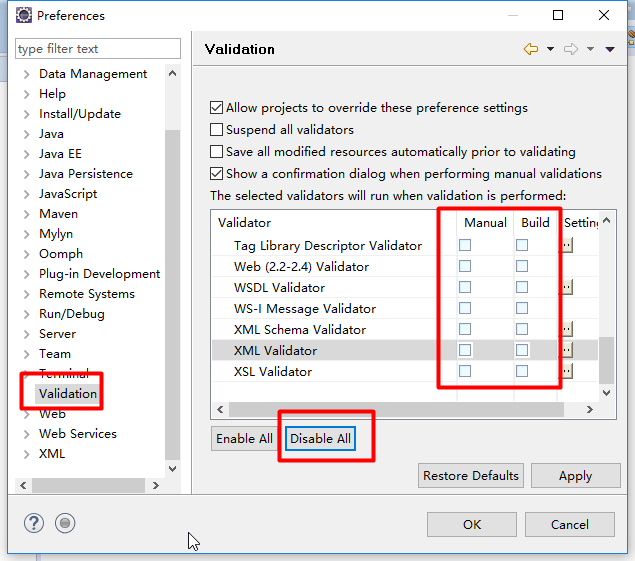 Preferences
type filter text
Validation
Data Management
Help
Install/Update
Java
Java EE
Java Persistence
JavaScript
Maven
Mylyn
Oomph
Plug-in Development
Remote Systems
Run/Debug
Server
Team
Terminal
Validation
Web
Web Services
XML
Allow projects to override these preference settings
Suspend all validators
Save all modified resources automatically prior to validating
Show a confirmation dialog when performing manual validations
The selected validators will run when validation is performed:
Validator Manual Build Setting
Tag Library Descriptor Validator ...
Web (2.2-2.4) Validator
WSDL Validator ...
WS-I Message Validator
XML Schema Validator ...
XML Validator ...
XSL Validator ...
Enable All Disable All
Restore Defaults Apply
? OK Cancel